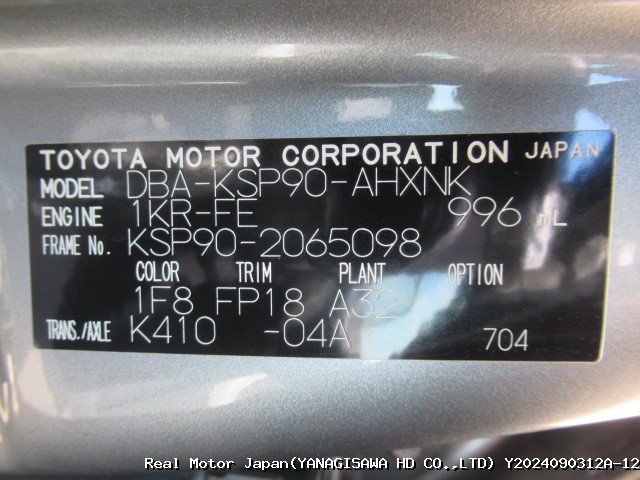 TOYOTA MOTOR CORPORATION JAPAN
MODEL DBA-KSP90-AHXNK
ENGINE 1KR-FE 996 mL
FRAME No. KSP90-2065098
COLOR TRIM PLANT OPTION
1F8 FP18 A32
TRANS./AXLE K410 -04A 704
Real Motor Japan(YANAGISAWA HD CO.,LTD) Y2024090312A-12